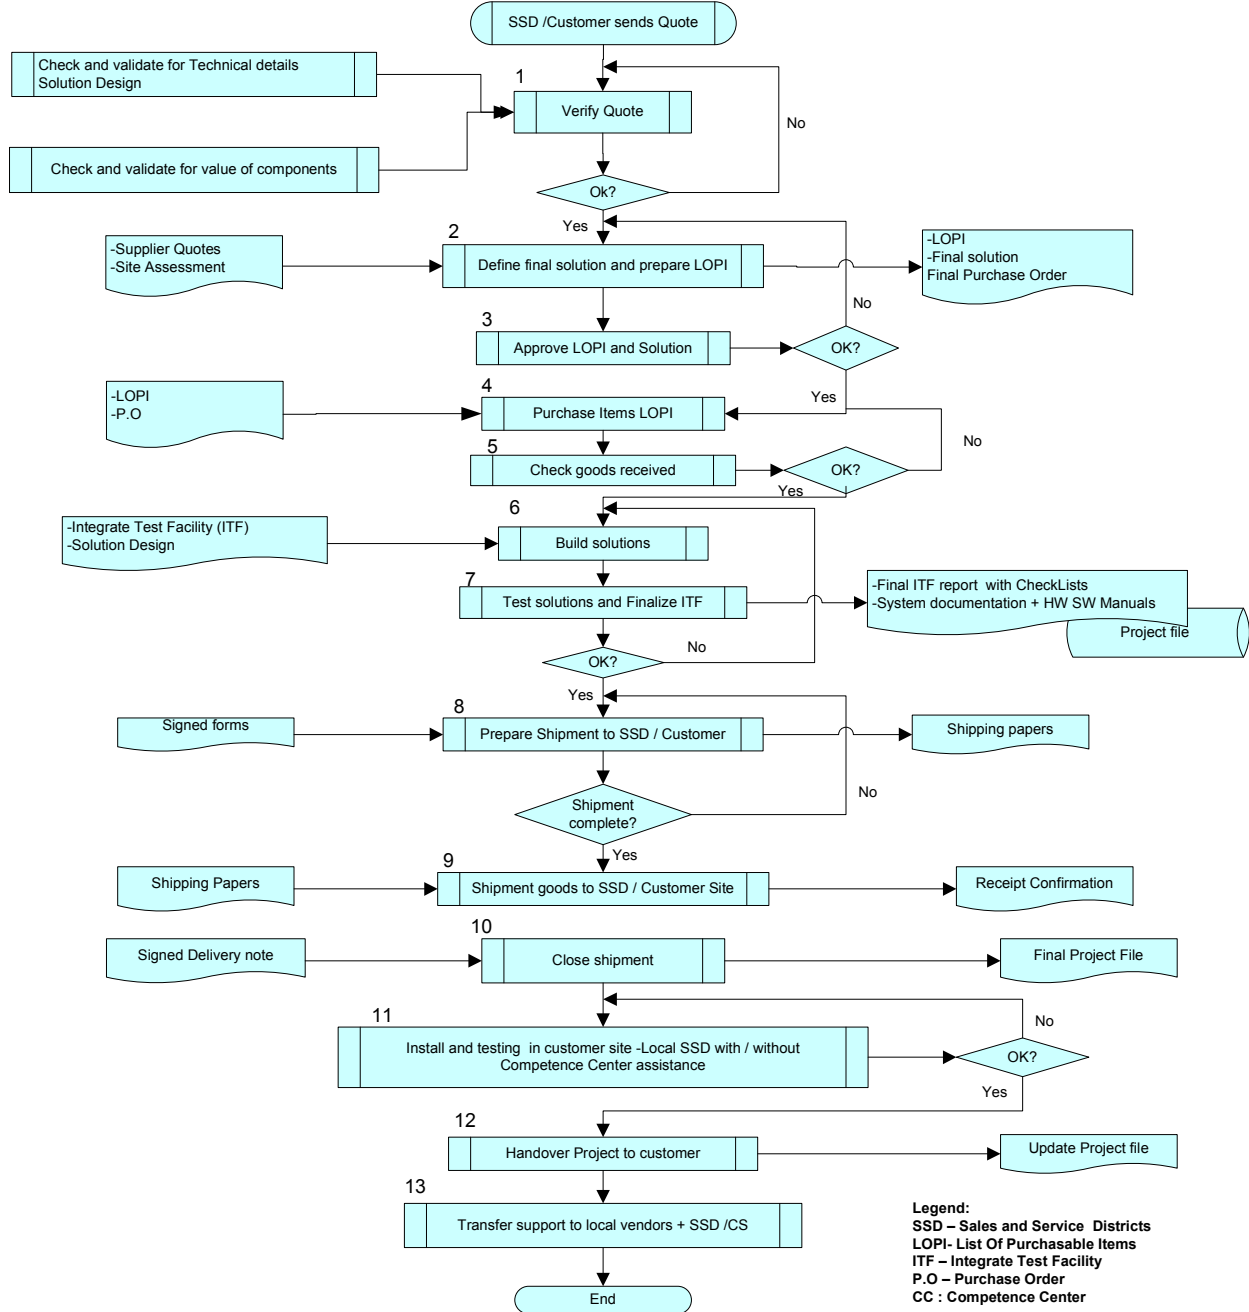 SSD /Customer sends Quote
Check and validate for Technical details
Solution Design
1
Verify Quote
No
Check and validate for value of components
Ok?
Yes
-Supplier Quotes
-Site Assessment
2
Define final solution and prepare LOPI
-LOPI
-Final solution
Final Purchase Order
No
3
Approve LOPI and Solution
OK?
Yes
-LOPI
-P.O
4
Purchase Items LOPI
No
5
Check goods received
OK?
Yes
6
-Integrate Test Facility (ITF)
-Solution Design
Build solutions
7
Test solutions and Finalize ITF
-Final ITF report  with CheckLists
-System documentation + HW SW Manuals
Project file
No
OK?
Yes
8
Signed forms
Prepare Shipment to SSD / Customer
Shipping papers
No
Shipment
complete?
Yes
9
Shipping Papers
Shipment goods to SSD / Customer Site
Receipt Confirmation
10
Signed Delivery note
Close shipment
Final Project File
11
No
Install and testing  in customer site -Local SSD with / without
Competence Center assistance
OK?
Yes
12
Handover Project to customer
Update Project file
13
Transfer support to local vendors + SSD /CS
Legend:
SSD – Sales and Service  Districts
LOPI- List Of Purchasable Items
ITF – Integrate Test Facility
P.O – Purchase Order
CC : Competence Center
End